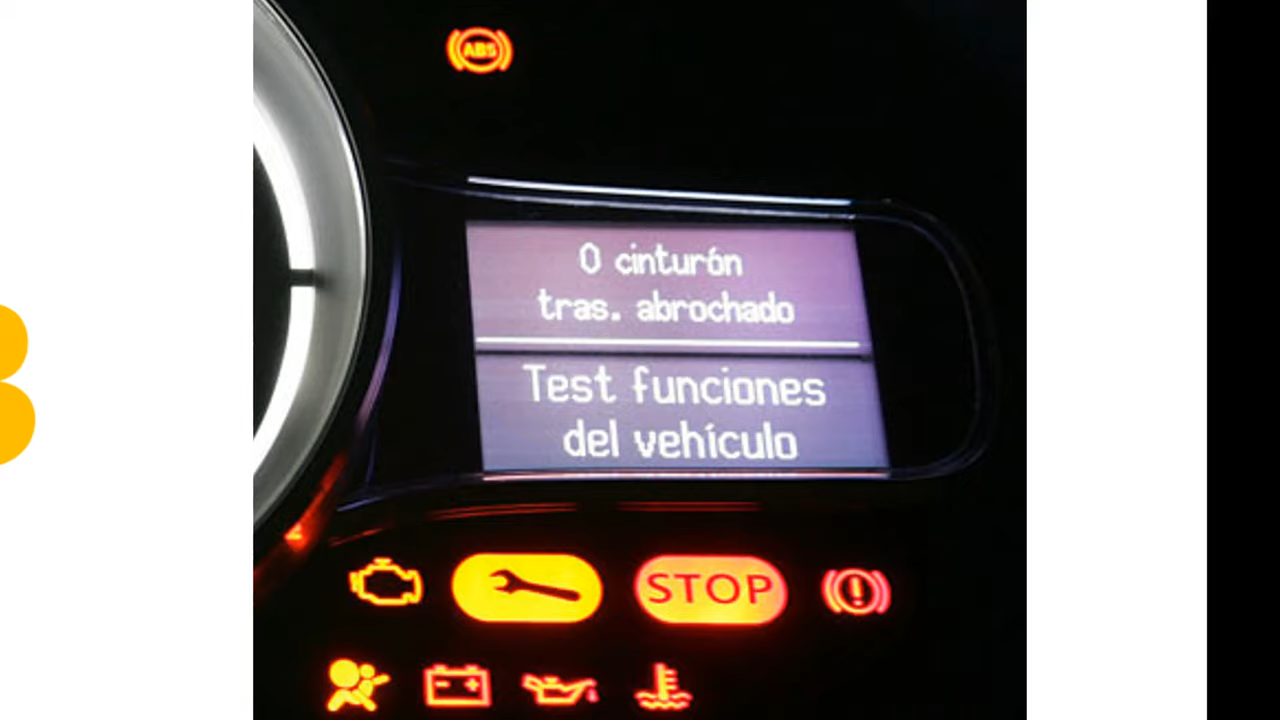 ABS
0 cinturón
tras. abrochado
Test funciones
del vehículo
STOP